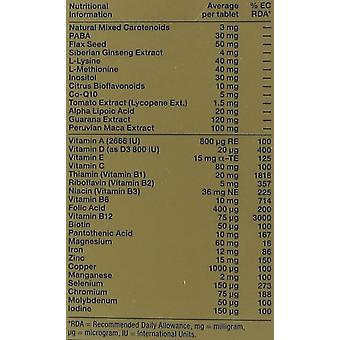 Nutritional Average % EC
Information per tablet RDA*
Natural Mixed Carotenoids 3 mg —
PABA 30 mg —
Flax Seed 50 mg —
Siberian Ginseng Extract 4 mg —
L-Lysine 40 mg —
L-Methionine 40 mg —
Inositol 30 mg —
Citrus Bioflavonoids 10 mg —
Co-Q10 5 mg —
Tomato Extract (Lycopene Ext.) 1.5 mg —
Alpha Lipoic Acid 20 mg —
Guarana Extract 120 mg —
Peruvian Maca Extract 100 mg —
Vitamin A (2666 IU) 800 µg RE 100
Vitamin D (as D3 800 IU) 20 µg 400
Vitamin E 15 mg α-TE 125
Vitamin C 80 mg 100
Thiamin (Vitamin B1) 20 mg 1818
Riboflavin (Vitamin B2) 5 mg 357
Niacin (Vitamin B3) 36 mg NE 225
Vitamin B6 10 mg 714
Folic Acid 400 µg 200
Vitamin B12 75 µg 3000
Biotin 50 µg 100
Pantothenic Acid 10 mg 167
Magnesium 60 mg 16
Iron 12 mg 86
Zinc 15 mg 150
Copper 1000 µg 100
Manganese 2 mg 100
Selenium 150 µg 273
Chromium 75 µg 188
Molybdenum 50 µg 100
Iodine 150 µg 100
*RDA = Recommended Daily Allowance, mg = milligram,
µg = microgram, IU = International Units.